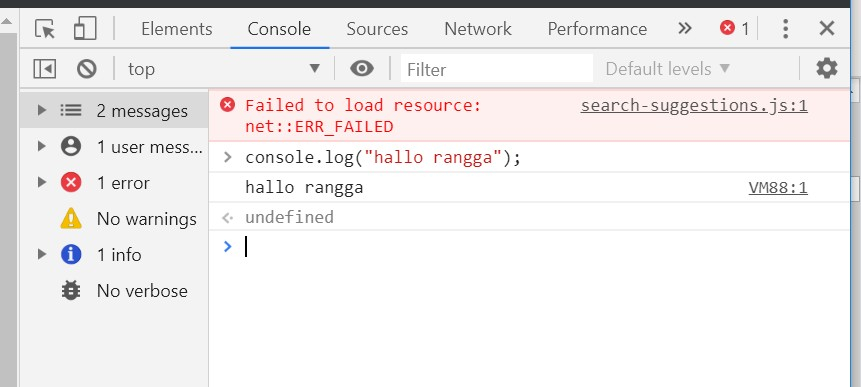 Elements Console Sources Network Performance » 1
top Filter Default levels
2 messages
1 user mess...
1 error
No warnings
1 info
No verbose
Failed to load resource: search-suggestions.js:1
net::ERR_FAILED
> console.log("hallo rangga");
hallo rangga VM88:1
undefined
>